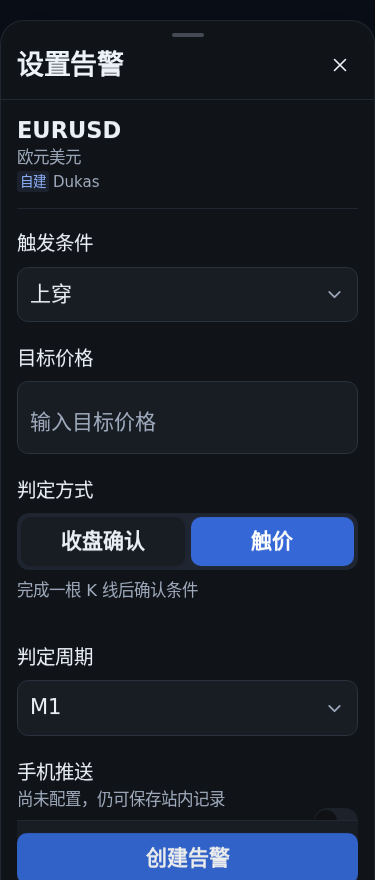 设置告警
EURUSD
欧元美元
自建 Dukas
触发条件
上穿
目标价格
输入目标价格
判定方式
收盘确认 触价
完成一根 K 线后确认条件
判定周期
M1
手机推送
尚未配置，仍可保存站内记录
创建告警